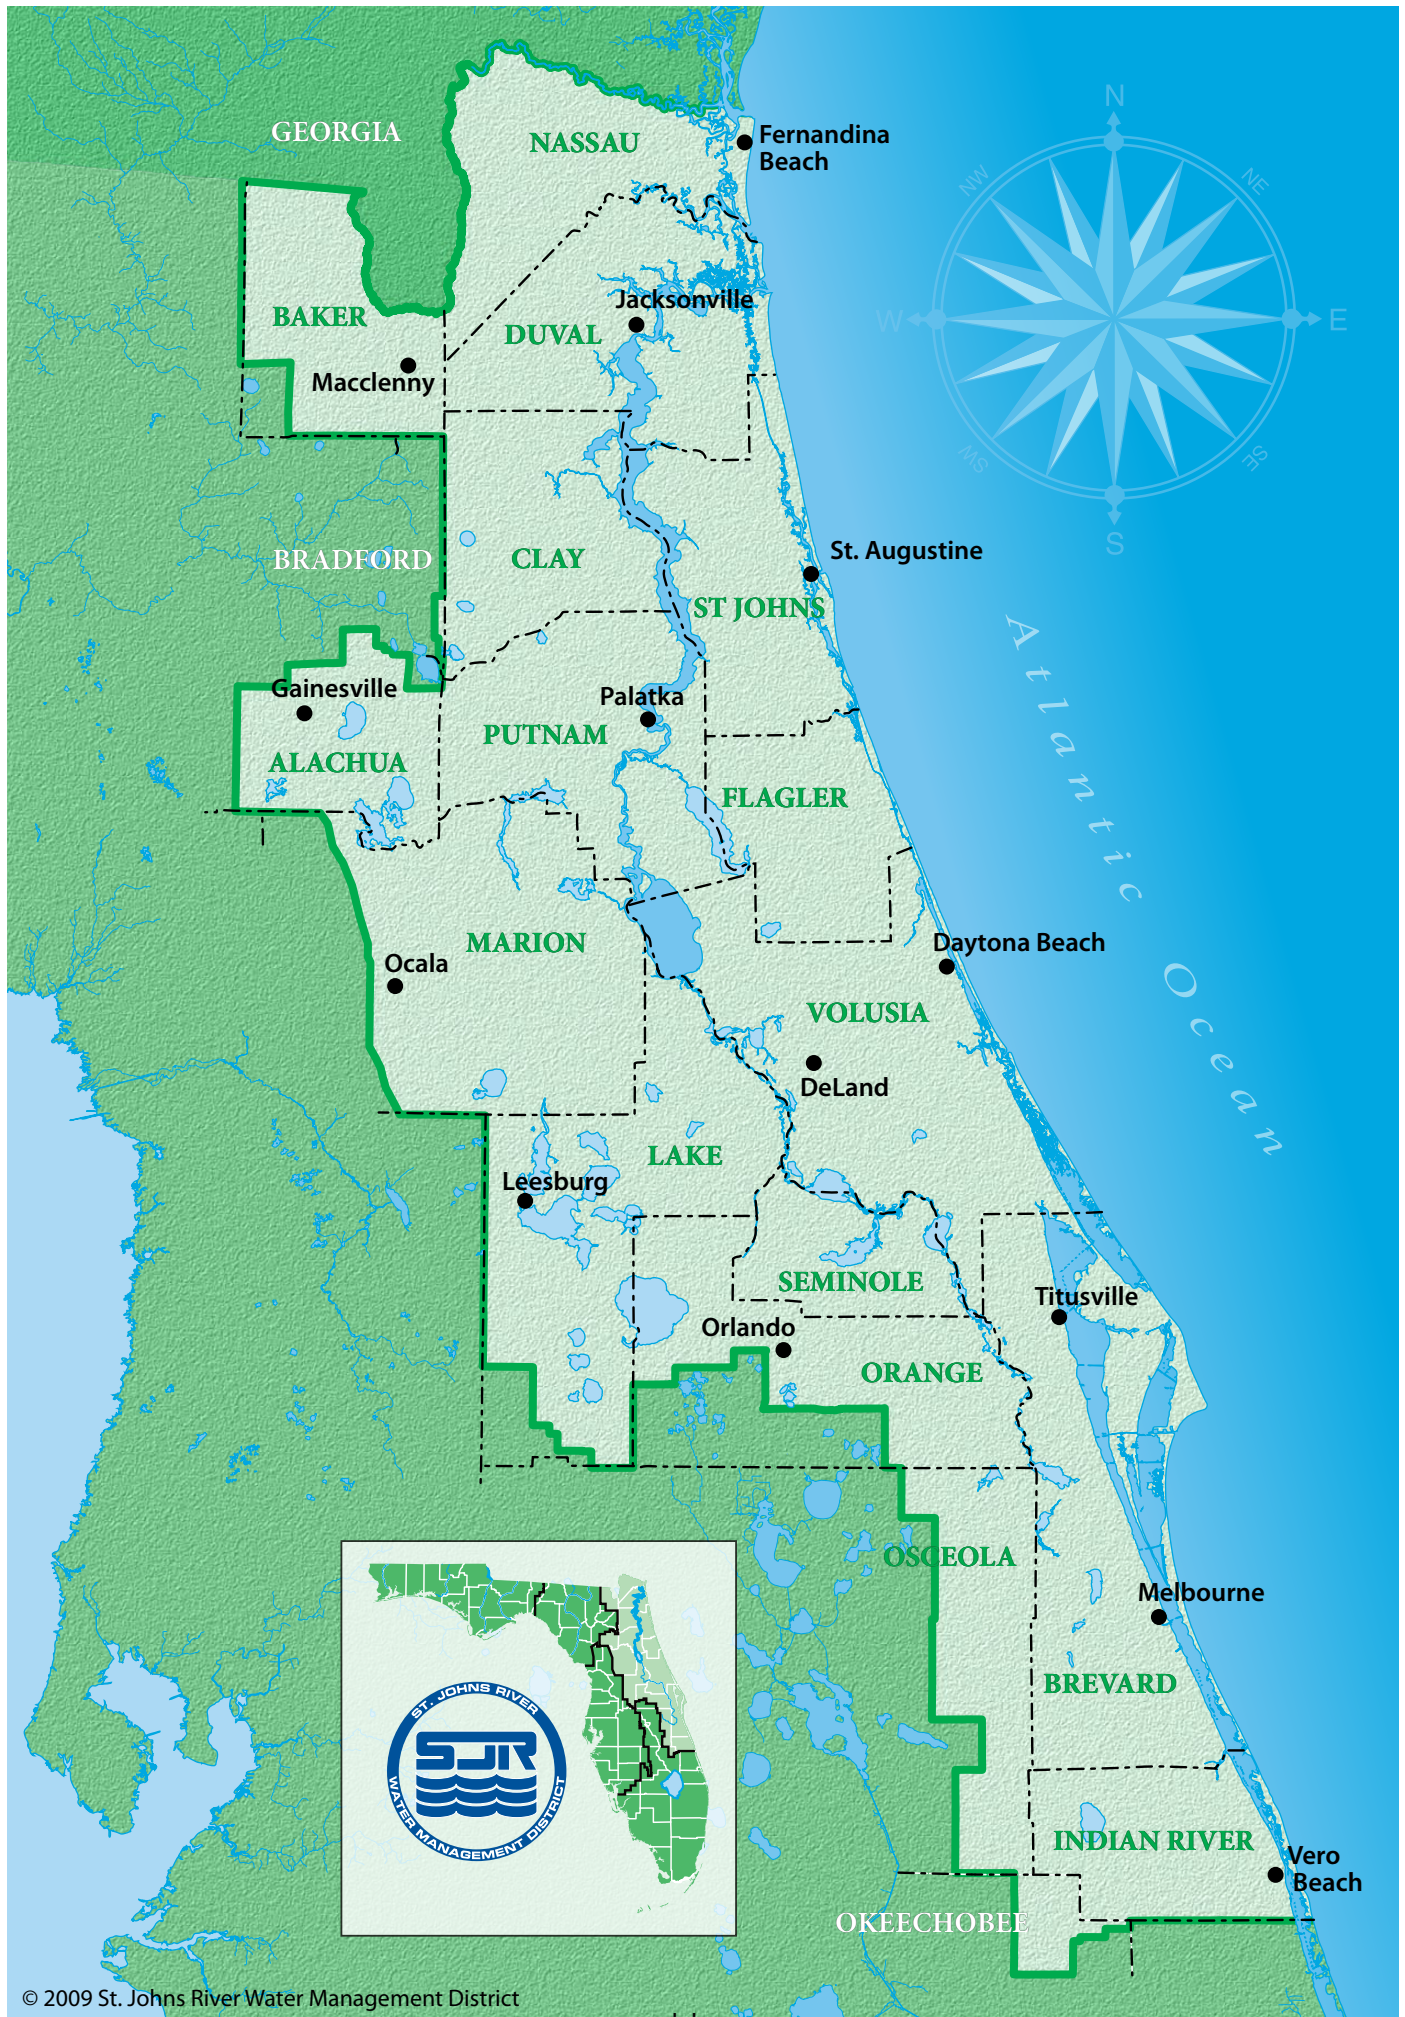 N
GEORGIA
NASSAU
Fernandina
Beach
NW
NE
BAKER
Jacksonville
DUVAL
W
E
Macclenny
SW
SE
S
BRADFORD
CLAY
St. Augustine
ST JOHNS
Atlantic Ocean
Gainesville
Palatka
PUTNAM
ALACHUA
FLAGLER
MARION
Daytona Beach
Ocala
VOLUSIA
DeLand
LAKE
Leesburg
SEMINOLE
Titusville
Orlando
ORANGE
OSCEOLA
Melbourne
BREVARD
ST. JOHNS RIVER
SJR
WATER MANAGEMENT DISTRICT
INDIAN RIVER
Vero
Beach
OKEECHOBEE
© 2009 St. Johns River Water Management District